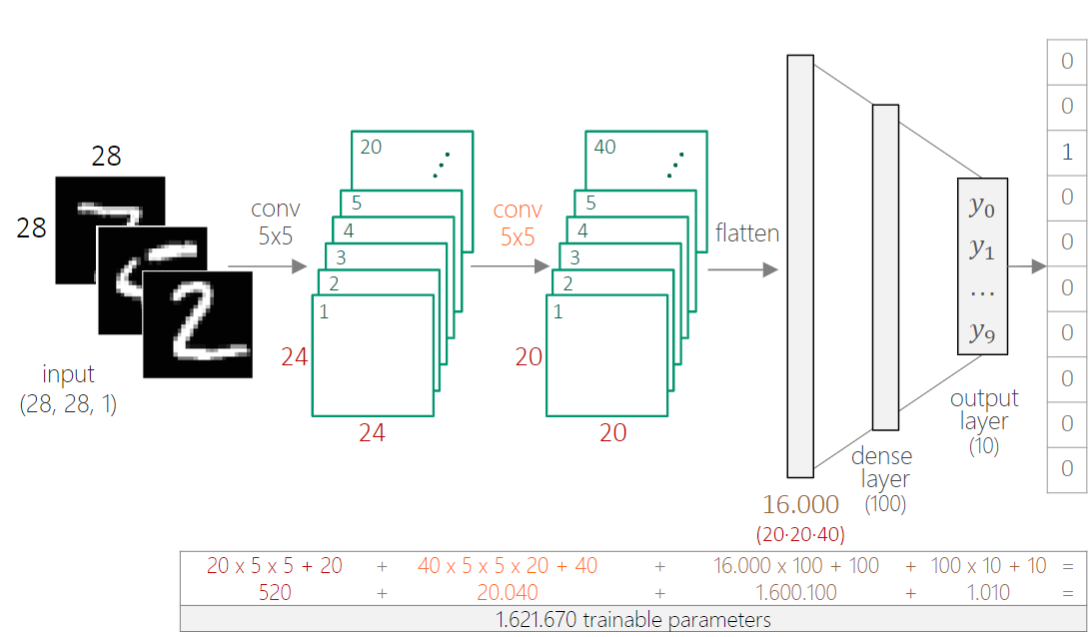 28
28
input
(28, 28, 1)
conv
5x5
20
5
4
3
2
1
24
24
conv
5x5
40
5
4
3
2
1
20
20
flatten
16.000
(20·20·40)
dense
layer
(100)
y₀
y₁
...
y₉
output
layer
(10)
0
0
1
0
0
0
0
0
0
0
20 x 5 x 5 + 20 + 40 x 5 x 5 x 20 + 40 + 16.000 x 100 + 100 + 100 x 10 + 10 =
520 + 20.040 + 1.600.100 + 1.010 =
1.621.670 trainable parameters